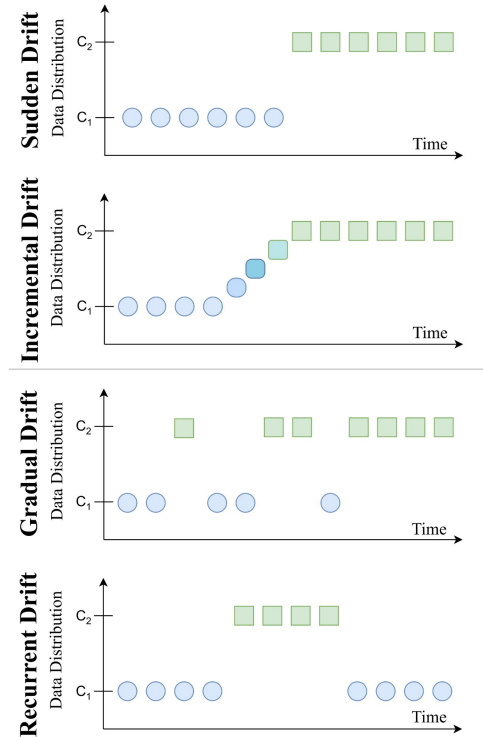 Sudden Drift
Data Distribution
C₂
C₁
Time
Incremental Drift
Data Distribution
C₂
C₁
Time
Gradual Drift
Data Distribution
C₂
C₁
Time
Recurrent Drift
Data Distribution
C₂
C₁
Time